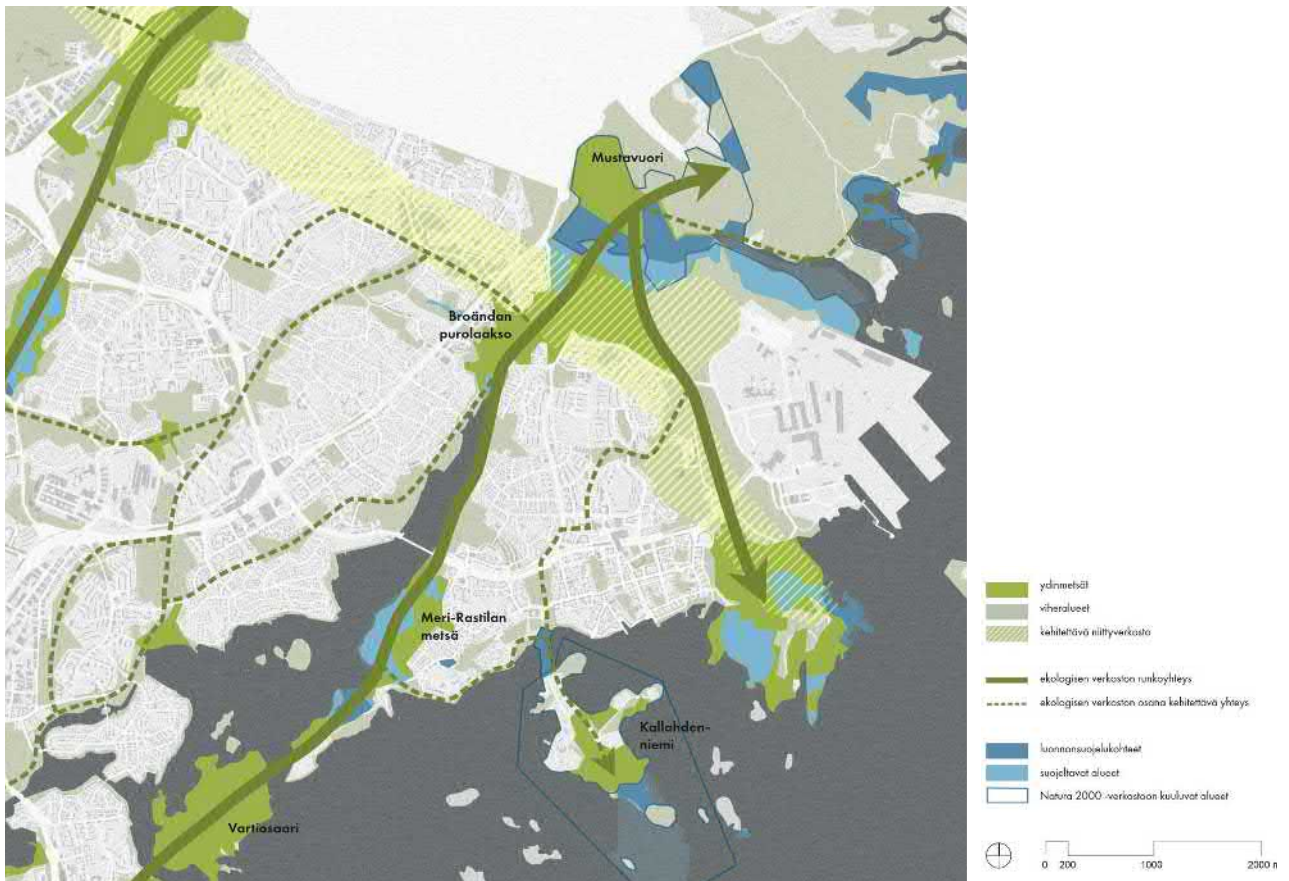 Mustavuori
Broändan
purolaakso
Meri-Rastilan
metsä
Kallahden-
niemi
Vartiosaari
ydinmetsät
viheralueet
kehitettävä niittyverkosto
ekologisen verkoston runkoyhteys
ekologisen verkoston osana kehitettävä yhteys
luonnonsuojelukohteet
suojeltavat alueet
Natura 2000 -verkostoon kuuluvat alueet
0 200 1000 2000 m